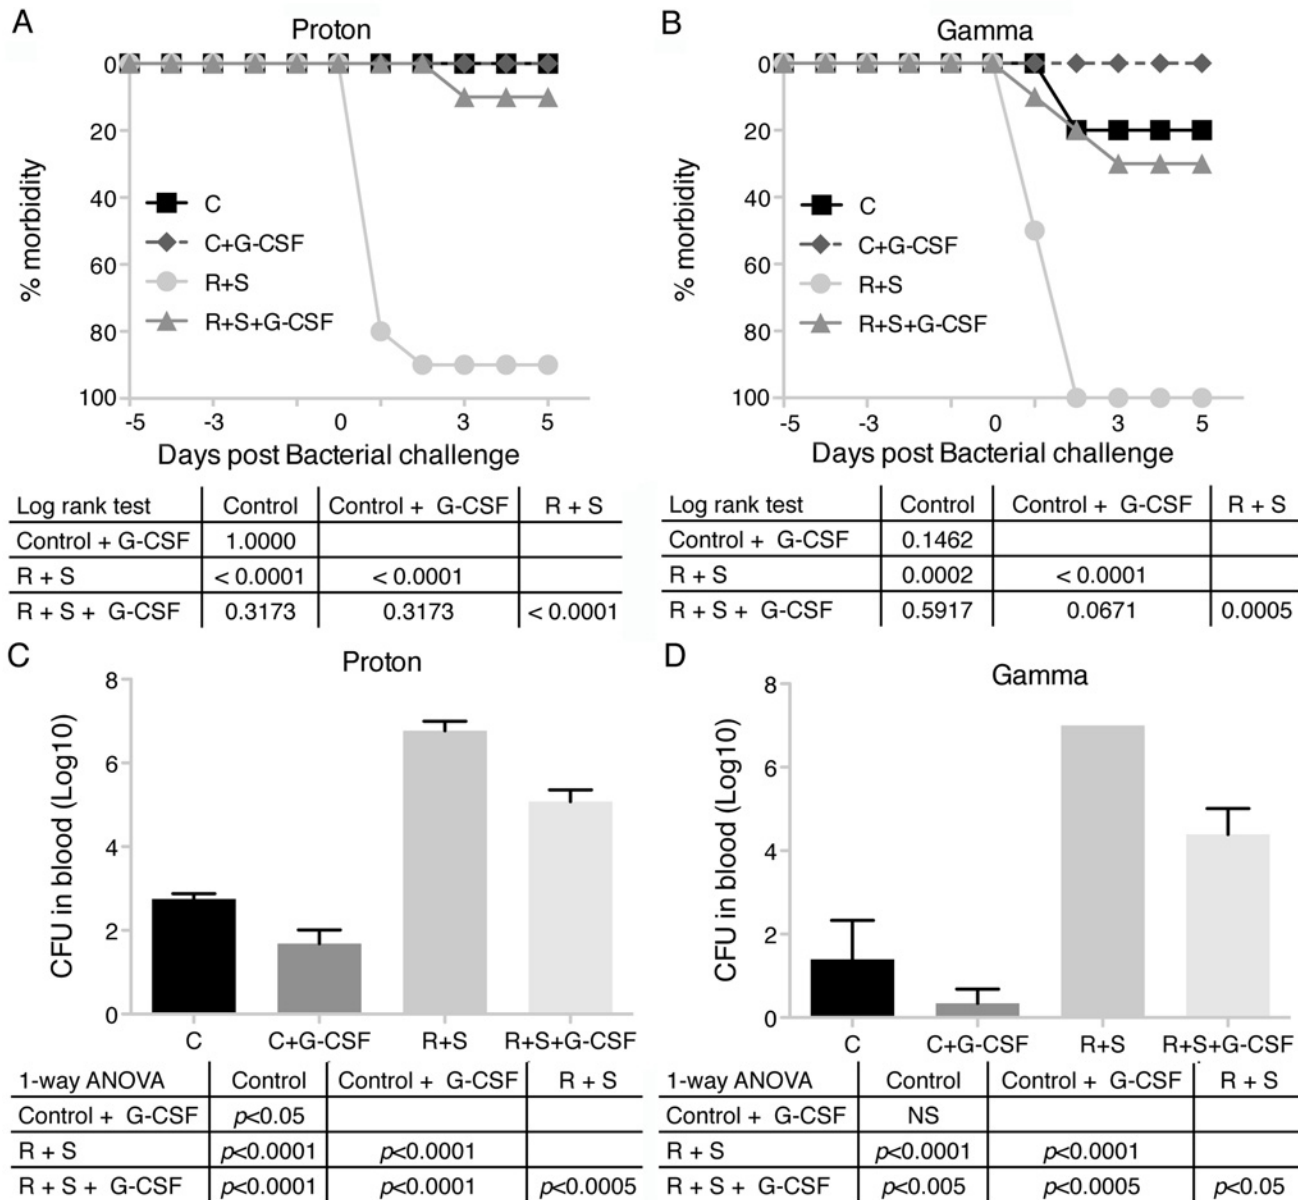 A
Proton
0
20
40
60
80
100
% morbidity
C
C+G-CSF
R+S
R+S+G-CSF
-5 -3 0 3 5
Days post Bacterial challenge
Log rank test Control Control + G-CSF R + S
Control + G-CSF 1.0000
R + S < 0.0001 < 0.0001
R + S + G-CSF 0.3173 0.3173 < 0.0001
B
Gamma
0
20
40
60
80
100
% morbidity
C
C+G-CSF
R+S
R+S+G-CSF
-5 -3 0 3 5
Days post Bacterial challenge
Log rank test Control Control + G-CSF R + S
Control + G-CSF 0.1462
R + S 0.0002 < 0.0001
R + S + G-CSF 0.5917 0.0671 0.0005
C
Proton
8
6
4
2
0
CFU in blood (Log10)
C C+G-CSF R+S R+S+G-CSF
1-way ANOVA Control Control + G-CSF R + S
Control + G-CSF p<0.05
R + S p<0.0001 p<0.0001
R + S + G-CSF p<0.0001 p<0.0001 p<0.0005
D
Gamma
8
6
4
2
0
CFU in blood (Log10)
C C+G-CSF R+S R+S+G-CSF
1-way ANOVA Control Control + G-CSF R + S
Control + G-CSF NS
R + S p<0.0001 p<0.0001
R + S + G-CSF p<0.005 p<0.0005 p<0.05